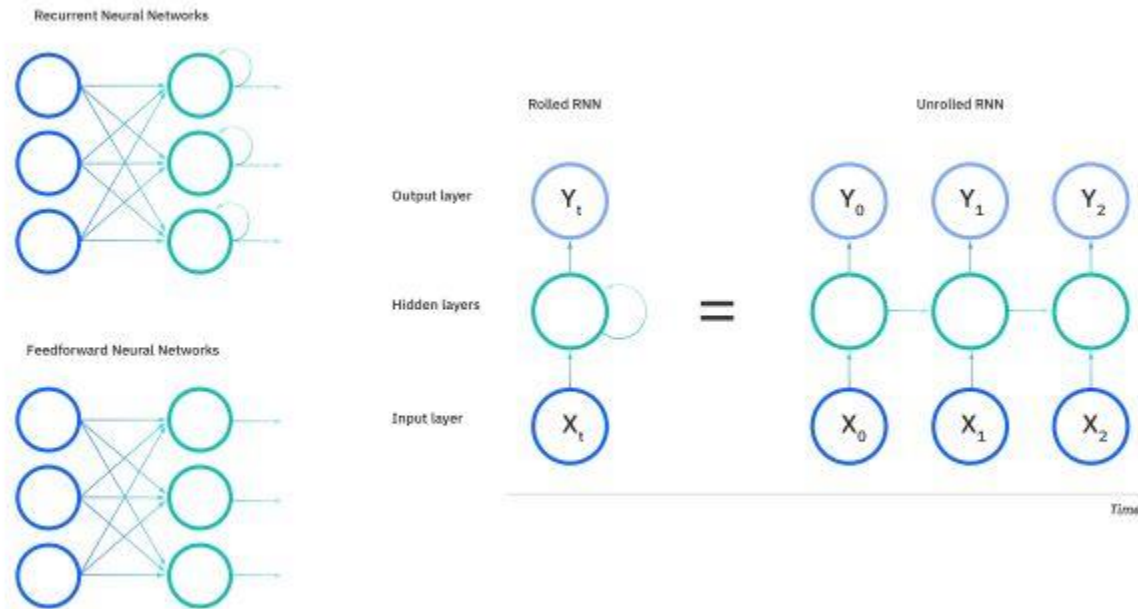 Recurrent Neural Networks
Rolled RNN
Unrolled RNN
Output layer
Yt
Y0
Y1
Y2
Hidden layers
=
Feedforward Neural Networks
Input layer
Xt
X0
X1
X2
Time